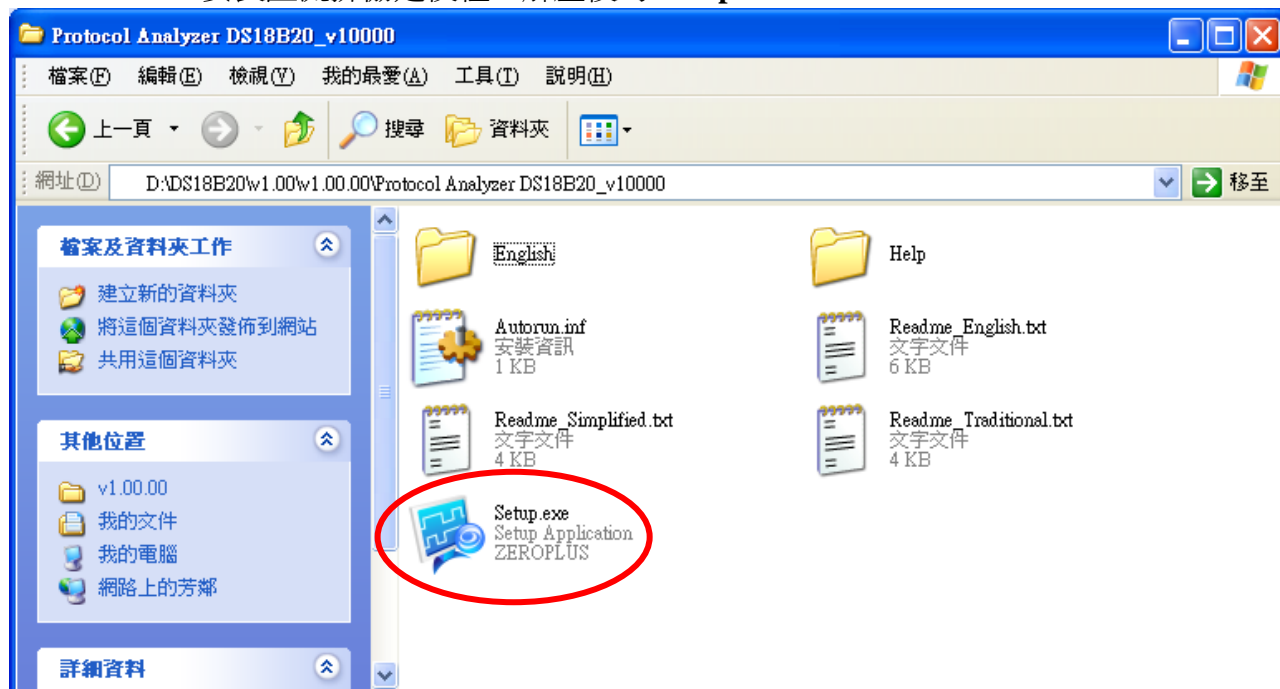 Protocol Analyzer DS18B20_v10000
檔案(F) 編輯(E) 檢視(V) 我的最愛(A) 工具(T) 說明(H)
上一頁 搜尋 資料夾
網址(D) D:\DS18B20\v1.00\v1.00.00\Protocol Analyzer DS18B20_v10000 移至
檔案及資料夾工作
建立新的資料夾
將這個資料夾發佈到網站
共用這個資料夾
其他位置
v1.00.00
我的文件
我的電腦
網路上的芳鄰
詳細資料
English
Help
Autorun.inf
安裝資訊
1 KB
Readme_English.txt
文字文件
6 KB
Readme_Simplified.txt
文字文件
4 KB
Readme_Traditional.txt
文字文件
4 KB
Setup.exe
Setup Application
ZEROPLUS